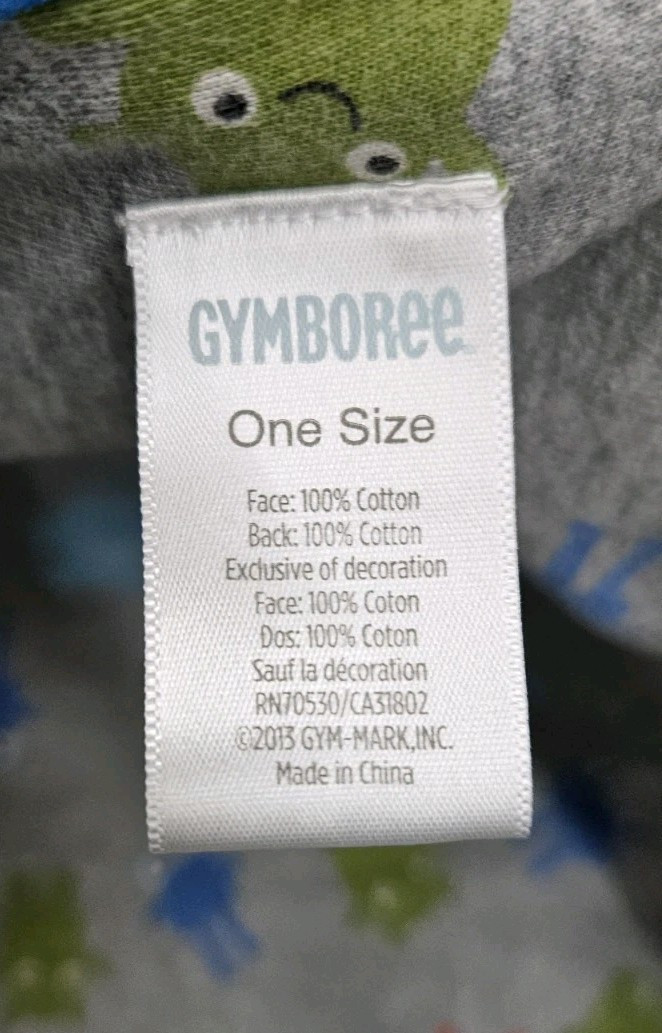 GYMBOREE
One Size
Face: 100% Cotton
Back: 100% Cotton
Exclusive of decoration
Face: 100% Coton
Dos: 100% Coton
Sauf la décoration
RN70530/CA31802
©2013 GYM-MARK,INC.
Made in China